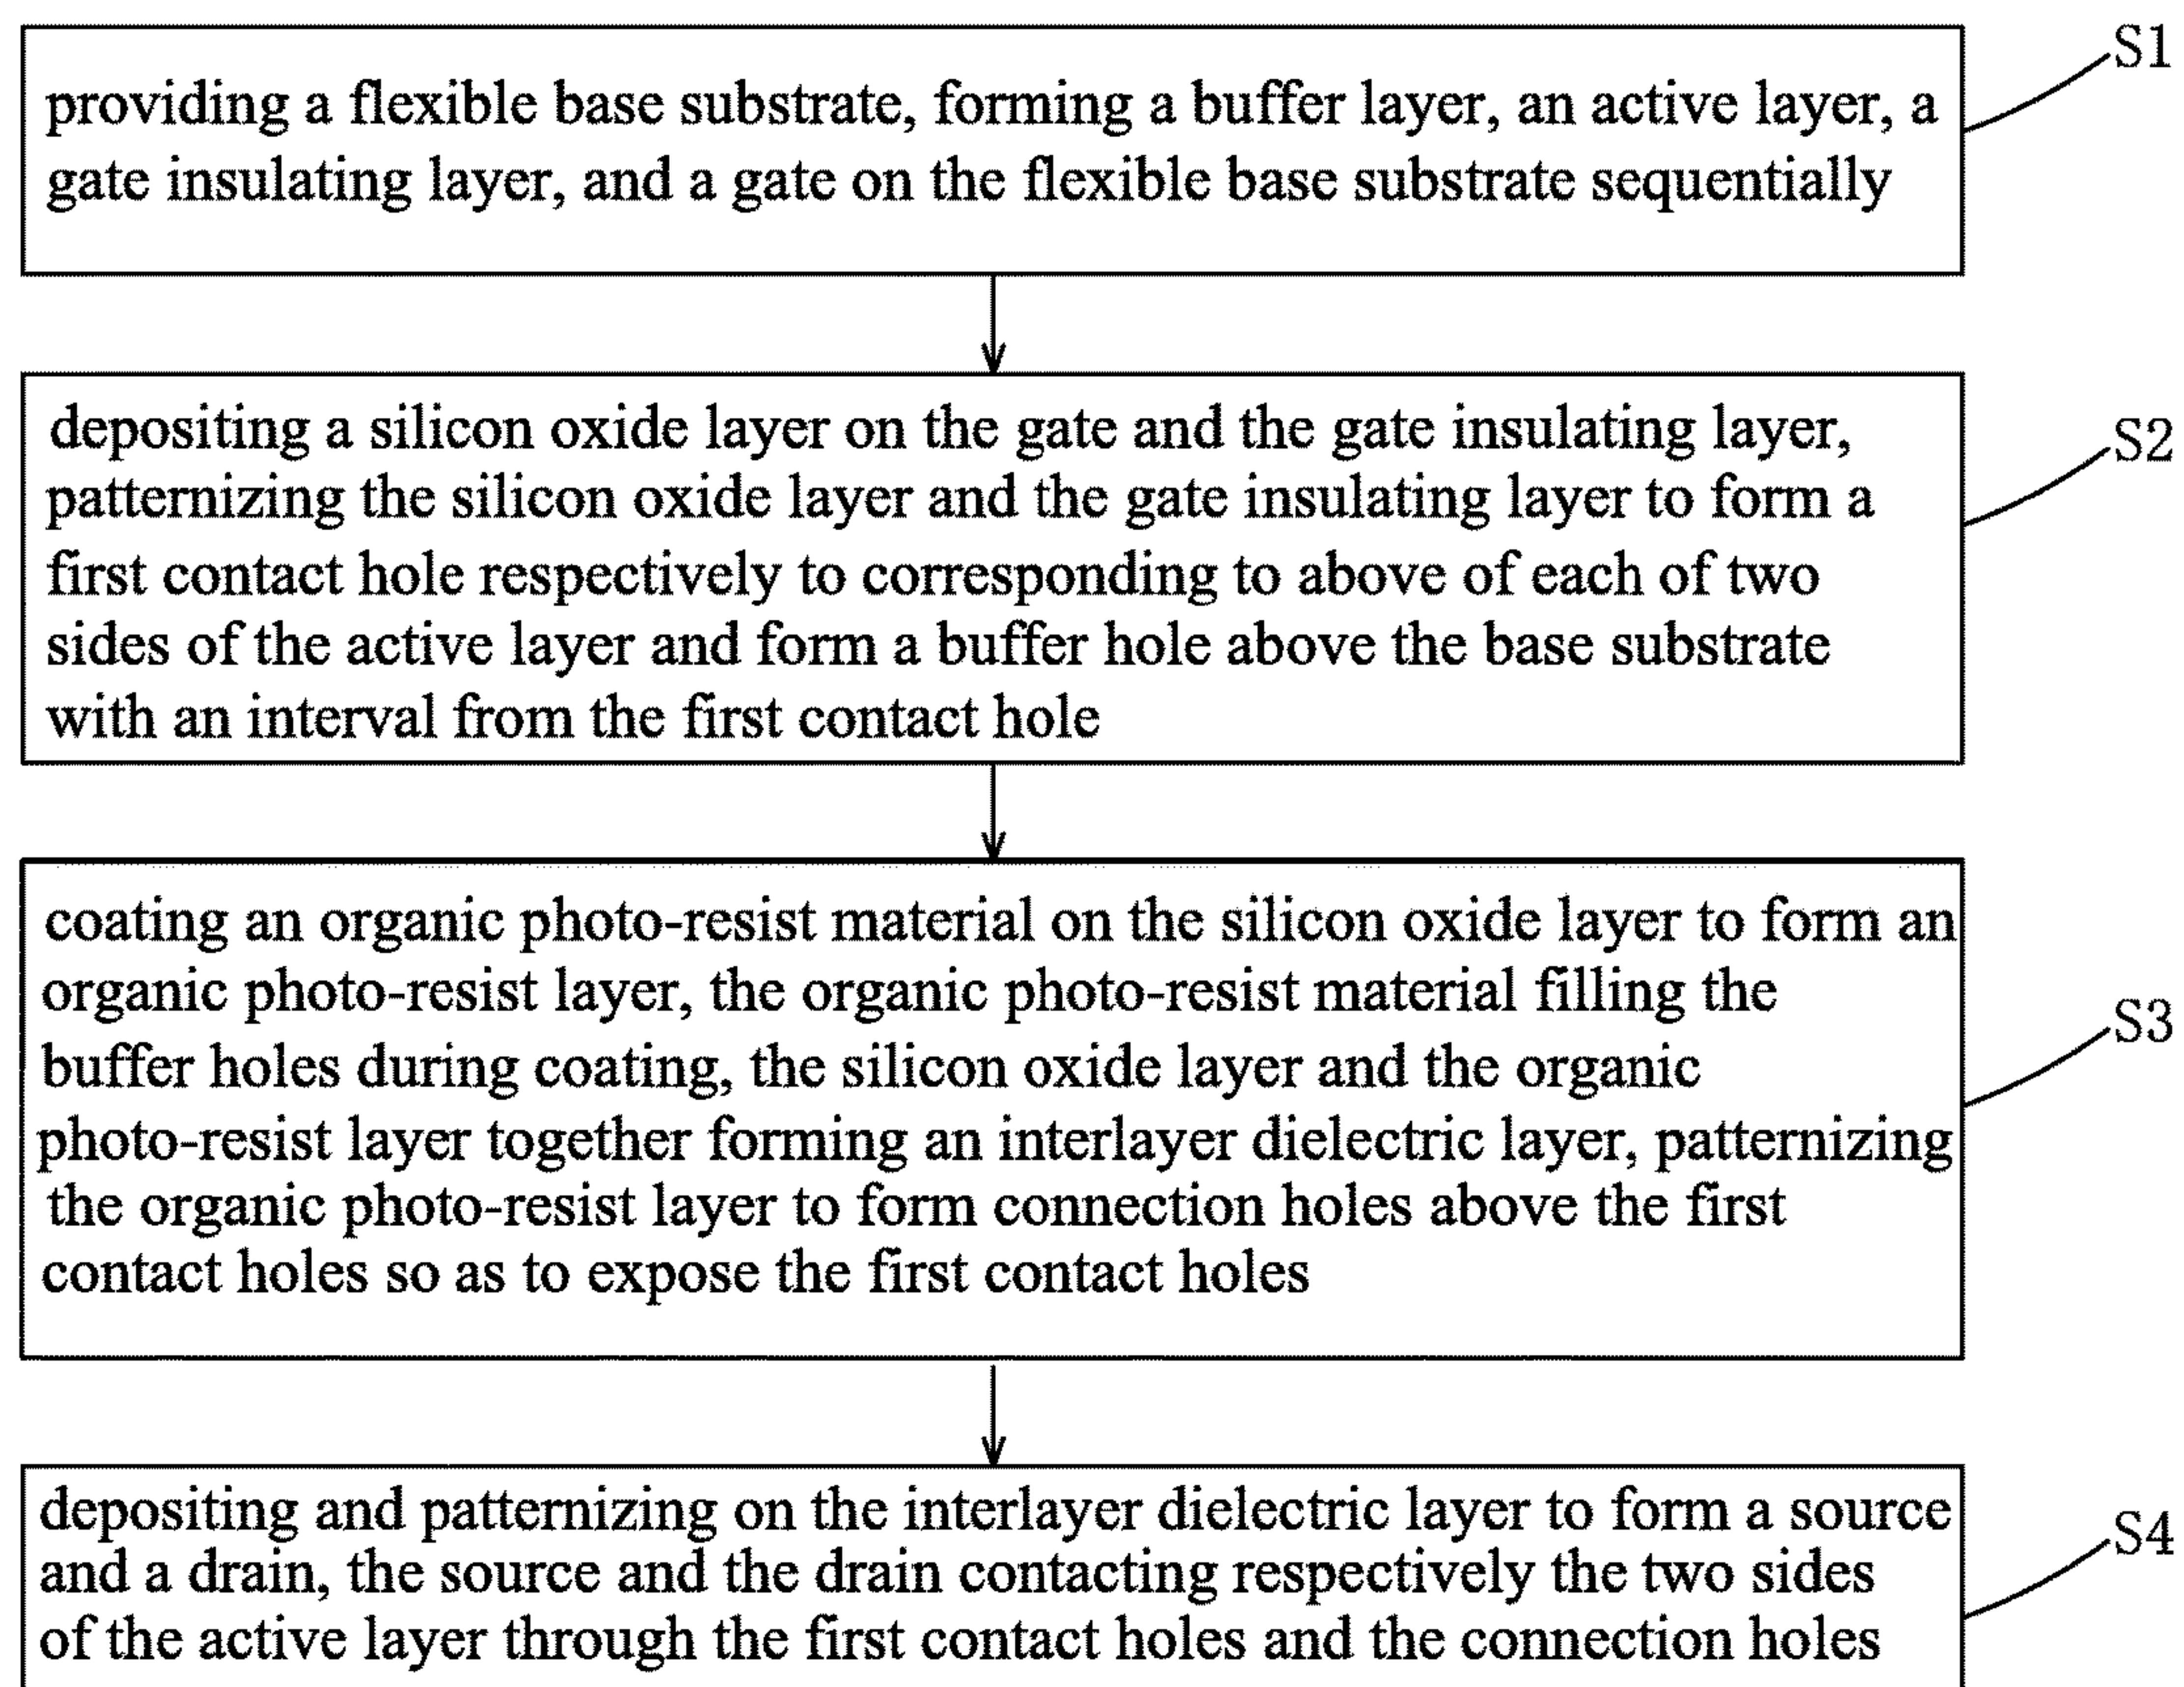 S1
providing a flexible base substrate, forming a buffer layer, an active layer, a
gate insulating layer, and a gate on the flexible base substrate sequentially
S2
depositing a silicon oxide layer on the gate and the gate insulating layer,
patternizing the silicon oxide layer and the gate insulating layer to form a
first contact hole respectively to corresponding to above of each of two
sides of the active layer and form a buffer hole above the base substrate
with an interval from the first contact hole
S3
coating an organic photo-resist material on the silicon oxide layer to form an
organic photo-resist layer, the organic photo-resist material filling the
buffer holes during coating, the silicon oxide layer and the organic
photo-resist layer together forming an interlayer dielectric layer, patternizing
the organic photo-resist layer to form connection holes above the first
contact holes so as to expose the first contact holes
S4
depositing and patternizing on the interlayer dielectric layer to form a source
and a drain, the source and the drain contacting respectively the two sides
of the active layer through the first contact holes and the connection holes